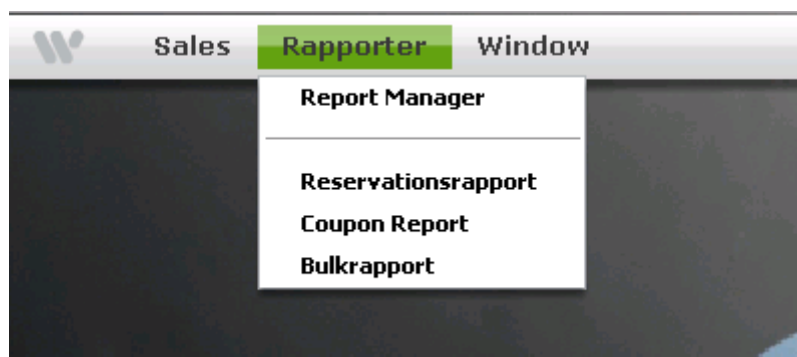 Sales Rapporter Window
Report Manager
Reservationsrapport
Coupon Report
Bulkrapport